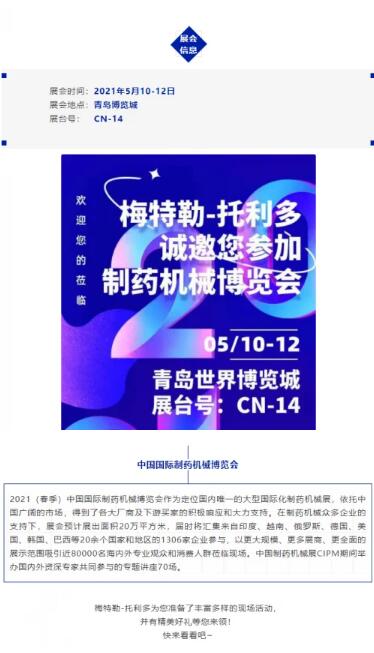 展会
信息
展会时间：2021年5月10-12日
展会地点：青岛博览城
展台号：CN-14
欢迎您的莅临
梅特勒-托利多
诚邀您参加
制药机械博览会
05/10-12
青岛世界博览城
展台号：CN-14
中国国际制药机械博览会
2021（春季）中国国际制药机械博览会作为定位国内唯一的大型国际化制药机械展，依托中
国广阔的市场，得到了各大厂商及下游买家的积极响应和大力支持。在制药机械众多企业的
支持下，展会预计展出面积20万平方米，届时将汇集来自印度、越南、俄罗斯、德国、美
国、韩国、巴西等20余个国家和地区的1306家企业参与，以更大规模、更多展商、更全面的
展示范围吸引近80000名海内外专业观众和消费人群莅临现场。中国制药机械展CIPM期间举
办国内外资深专家共同参与的专题讲座70场。
梅特勒-托利多为您准备了丰富多样的现场活动，
并有精美好礼等您来领！
快来看看吧~